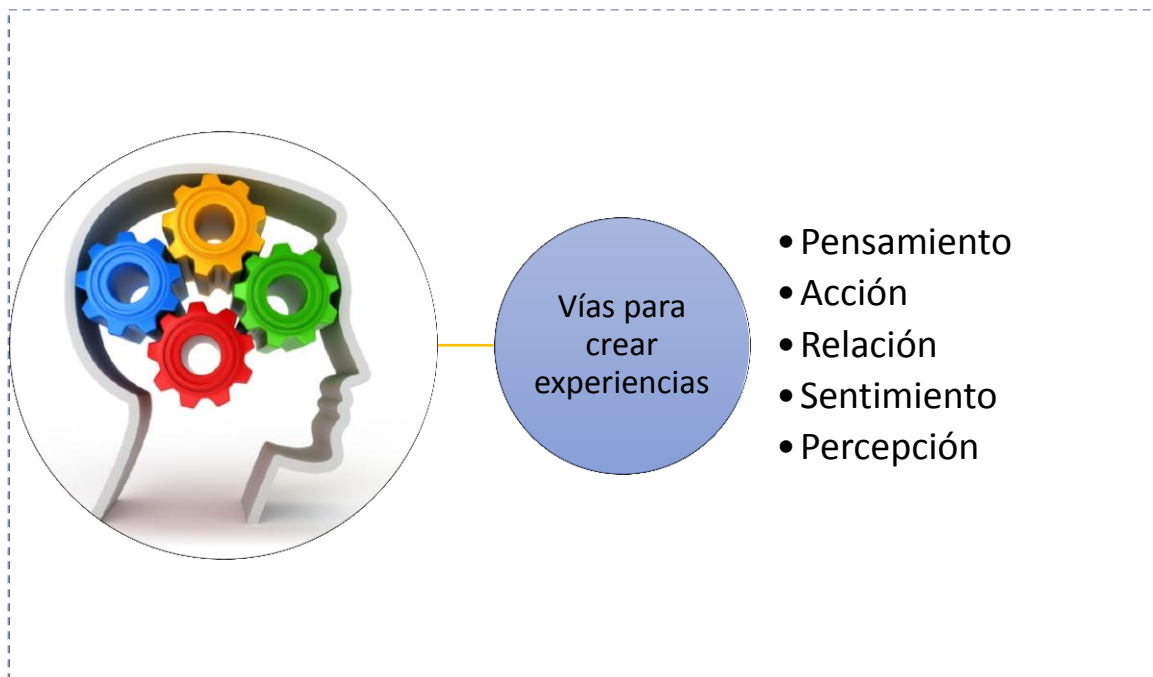 Vías para
crear
experiencias
• Pensamiento
• Acción
• Relación
• Sentimiento
• Percepción